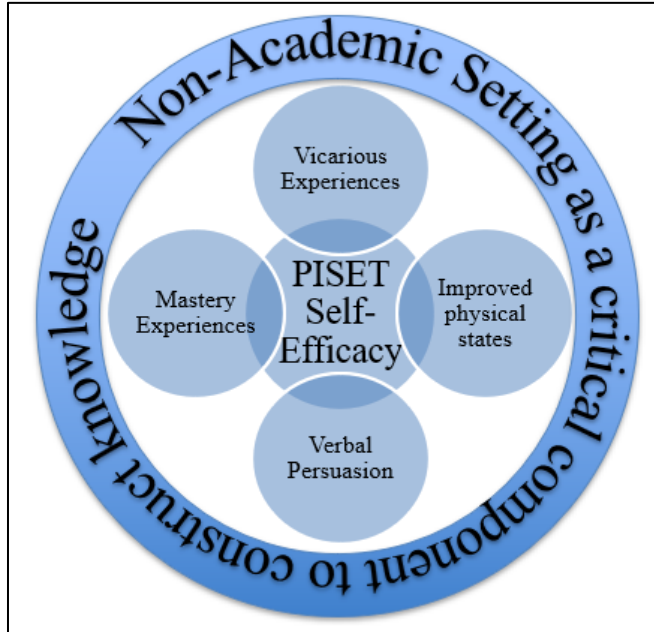 Non-Academic Setting as a critical component to construct knowledge
Vicarious
Experiences
Mastery
Experiences
PISET
Self-
Efficacy
Improved
physical
states
Verbal
Persuasion